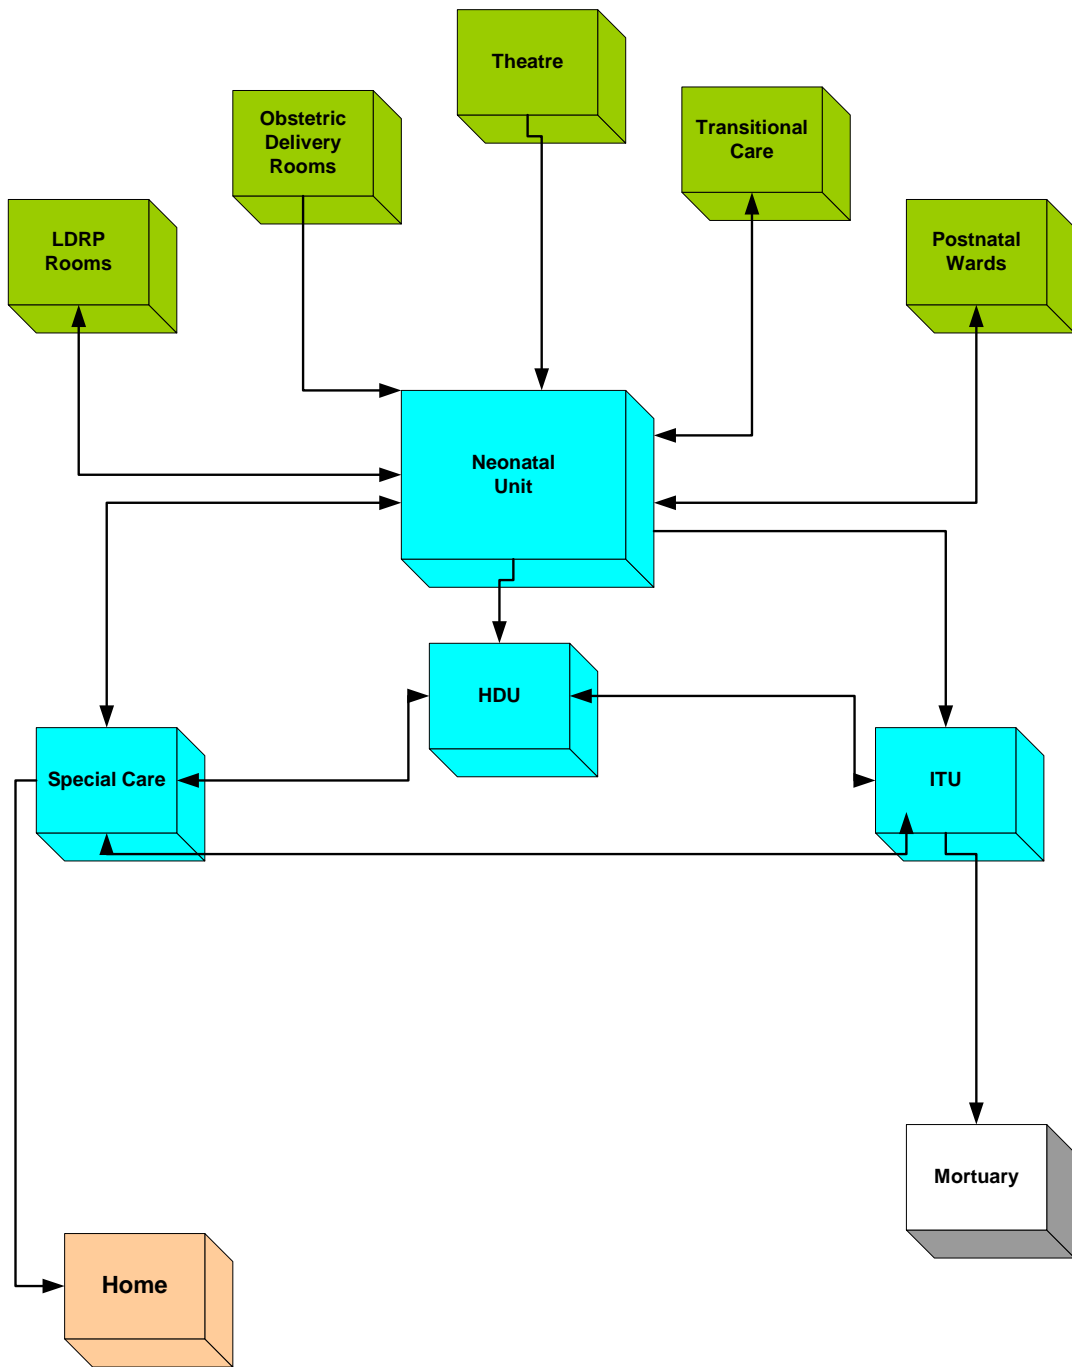 Theatre
Obstetric
Delivery
Rooms
Transitional
Care
LDRP
Rooms
Postnatal
Wards
Neonatal
Unit
HDU
Special Care
ITU
Mortuary
Home